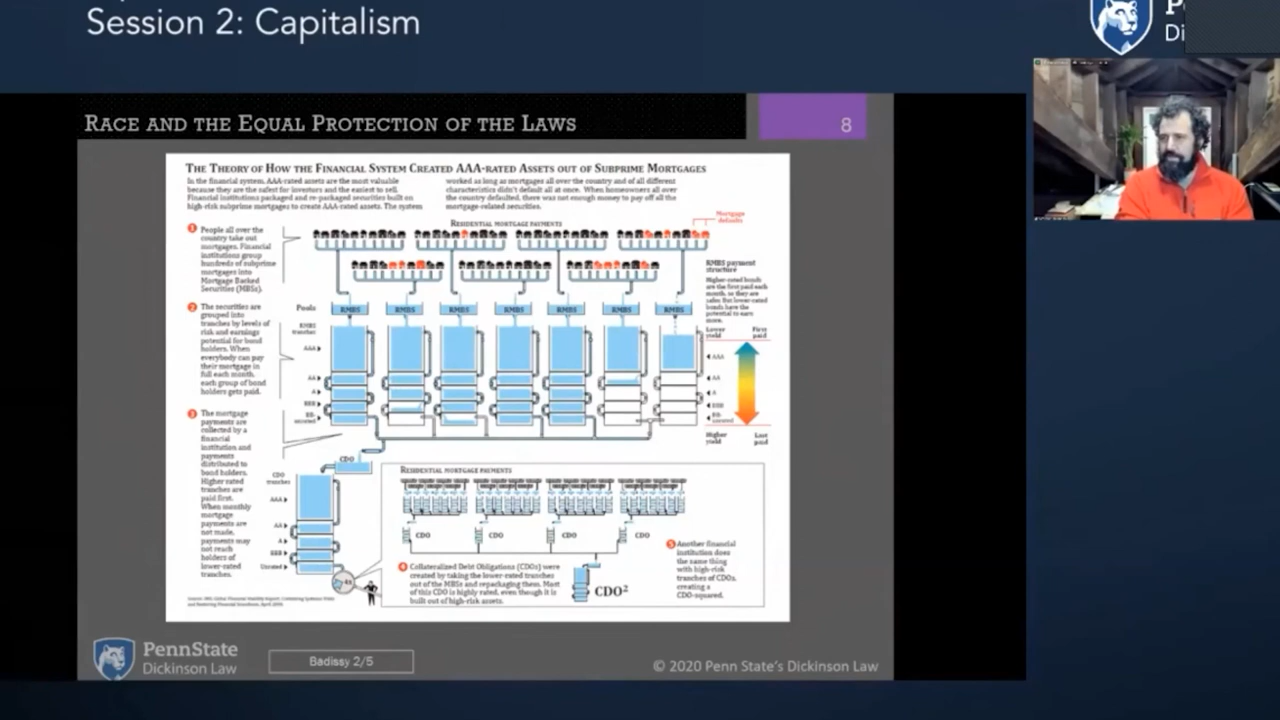 Session 2: Capitalism
RACE AND THE EQUAL PROTECTION OF THE LAWS
8
THE THEORY OF HOW THE FINANCIAL SYSTEM CREATED AAA-RATED ASSETS OUT OF SUBPRIME MORTGAGES
In the financial system, AAA-rated assets are the most valuable
because they are the safest for investors and the easiest to sell.
Financial institutions packaged and re-packaged securities built on
high-risk subprime mortgages to create AAA-rated assets. The system
worked as long as mortgages all over the country and of all different
characteristics didn't default all at once. When homeowners all over
the country defaulted, there was not enough money to pay off all the
mortgage-related securities.
RESIDENTIAL MORTGAGE PAYMENTS
Mortgage
defaults
1 People all over the
country take out
mortgages. Financial
institutions group
hundreds of subprime
mortgages into
Mortgage Backed
Securities (MBSs).
2 The securities are
grouped into
tranches by levels of
risk and earnings
potential for bond
holders. When
everybody can pay
their mortgage in
full each month,
each group of bond
holders gets paid.
3 The mortgage
payments are
collected by a
financial
institution and
payments
distributed to
bond holders.
Higher rated
tranches are
paid first.
When monthly
mortgage
payments are
not made,
payments may
not reach
holders of
lower-rated
tranches.
Pools
RMBS RMBS RMBS RMBS RMBS RMBS RMBS
RMBS
tranches
AAA
AA
A
BBB
BB-
unrated
RMBS payment
structure
Higher-rated bonds
are the first paid each
month, so they are
safer. But lower-rated
bonds have the
potential to earn
more.
Lower
yield
First
paid
AAA
AA
A
BBB
BB-
unrated
Higher
yield
Last
paid
CDO
CDO
tranches
AAA
AA
A
BBB
Unrated
RESIDENTIAL MORTGAGE PAYMENTS
CDO CDO CDO CDO
4 Collateralized Debt Obligations (CDOs) were
created by taking the lower-rated tranches
out of the MBSs and repackaging them. Most
of this CDO is highly rated, even though it is
built out of high-risk assets.
CDO²
5 Another financial
institution does
the same thing
with high-risk
tranches of CDOs,
creating a
CDO-squared.
PennState
Dickinson Law
Badissy 2/5
© 2020 Penn State's Dickinson Law